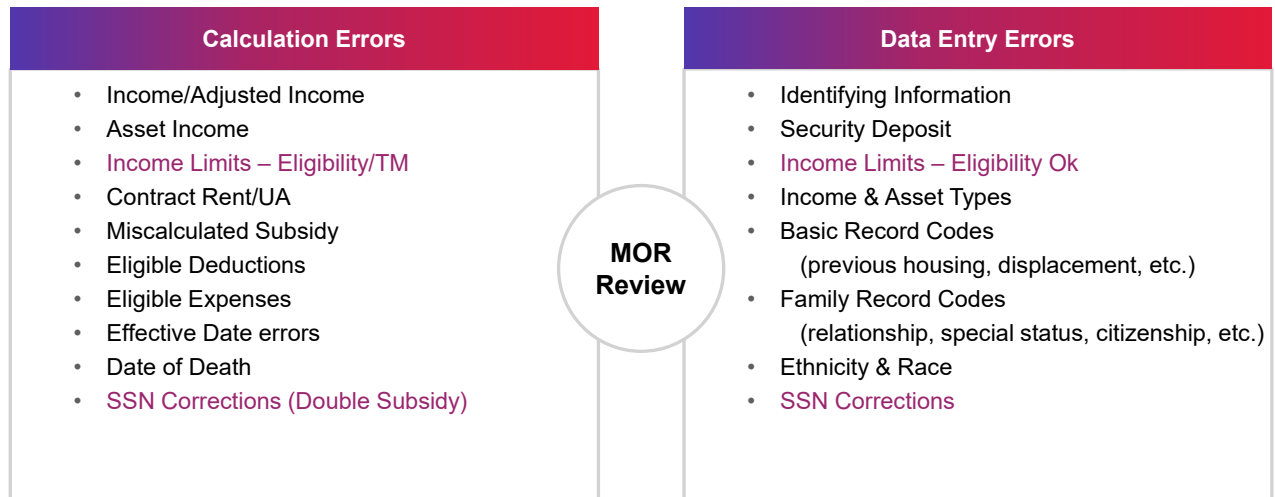 Calculation Errors
• Income/Adjusted Income
• Asset Income
• Income Limits – Eligibility/TM
• Contract Rent/UA
• Miscalculated Subsidy
• Eligible Deductions
• Eligible Expenses
• Effective Date errors
• Date of Death
• SSN Corrections (Double Subsidy)
MOR
Review
Data Entry Errors
• Identifying Information
• Security Deposit
• Income Limits – Eligibility Ok
• Income & Asset Types
• Basic Record Codes
(previous housing, displacement, etc.)
• Family Record Codes
(relationship, special status, citizenship, etc.)
• Ethnicity & Race
• SSN Corrections